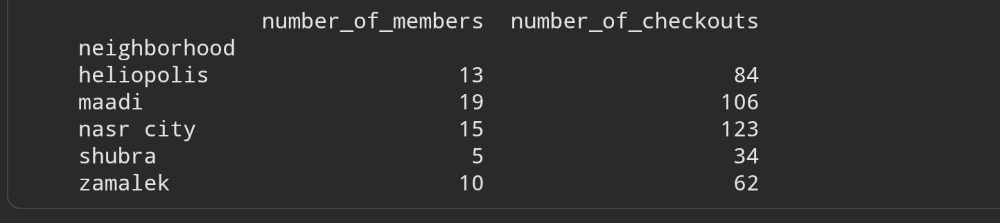 number_of_members number_of_checkouts
neighborhood
heliopolis 13 84
maadi 19 106
nasr city 15 123
shubra 5 34
zamalek 10 62